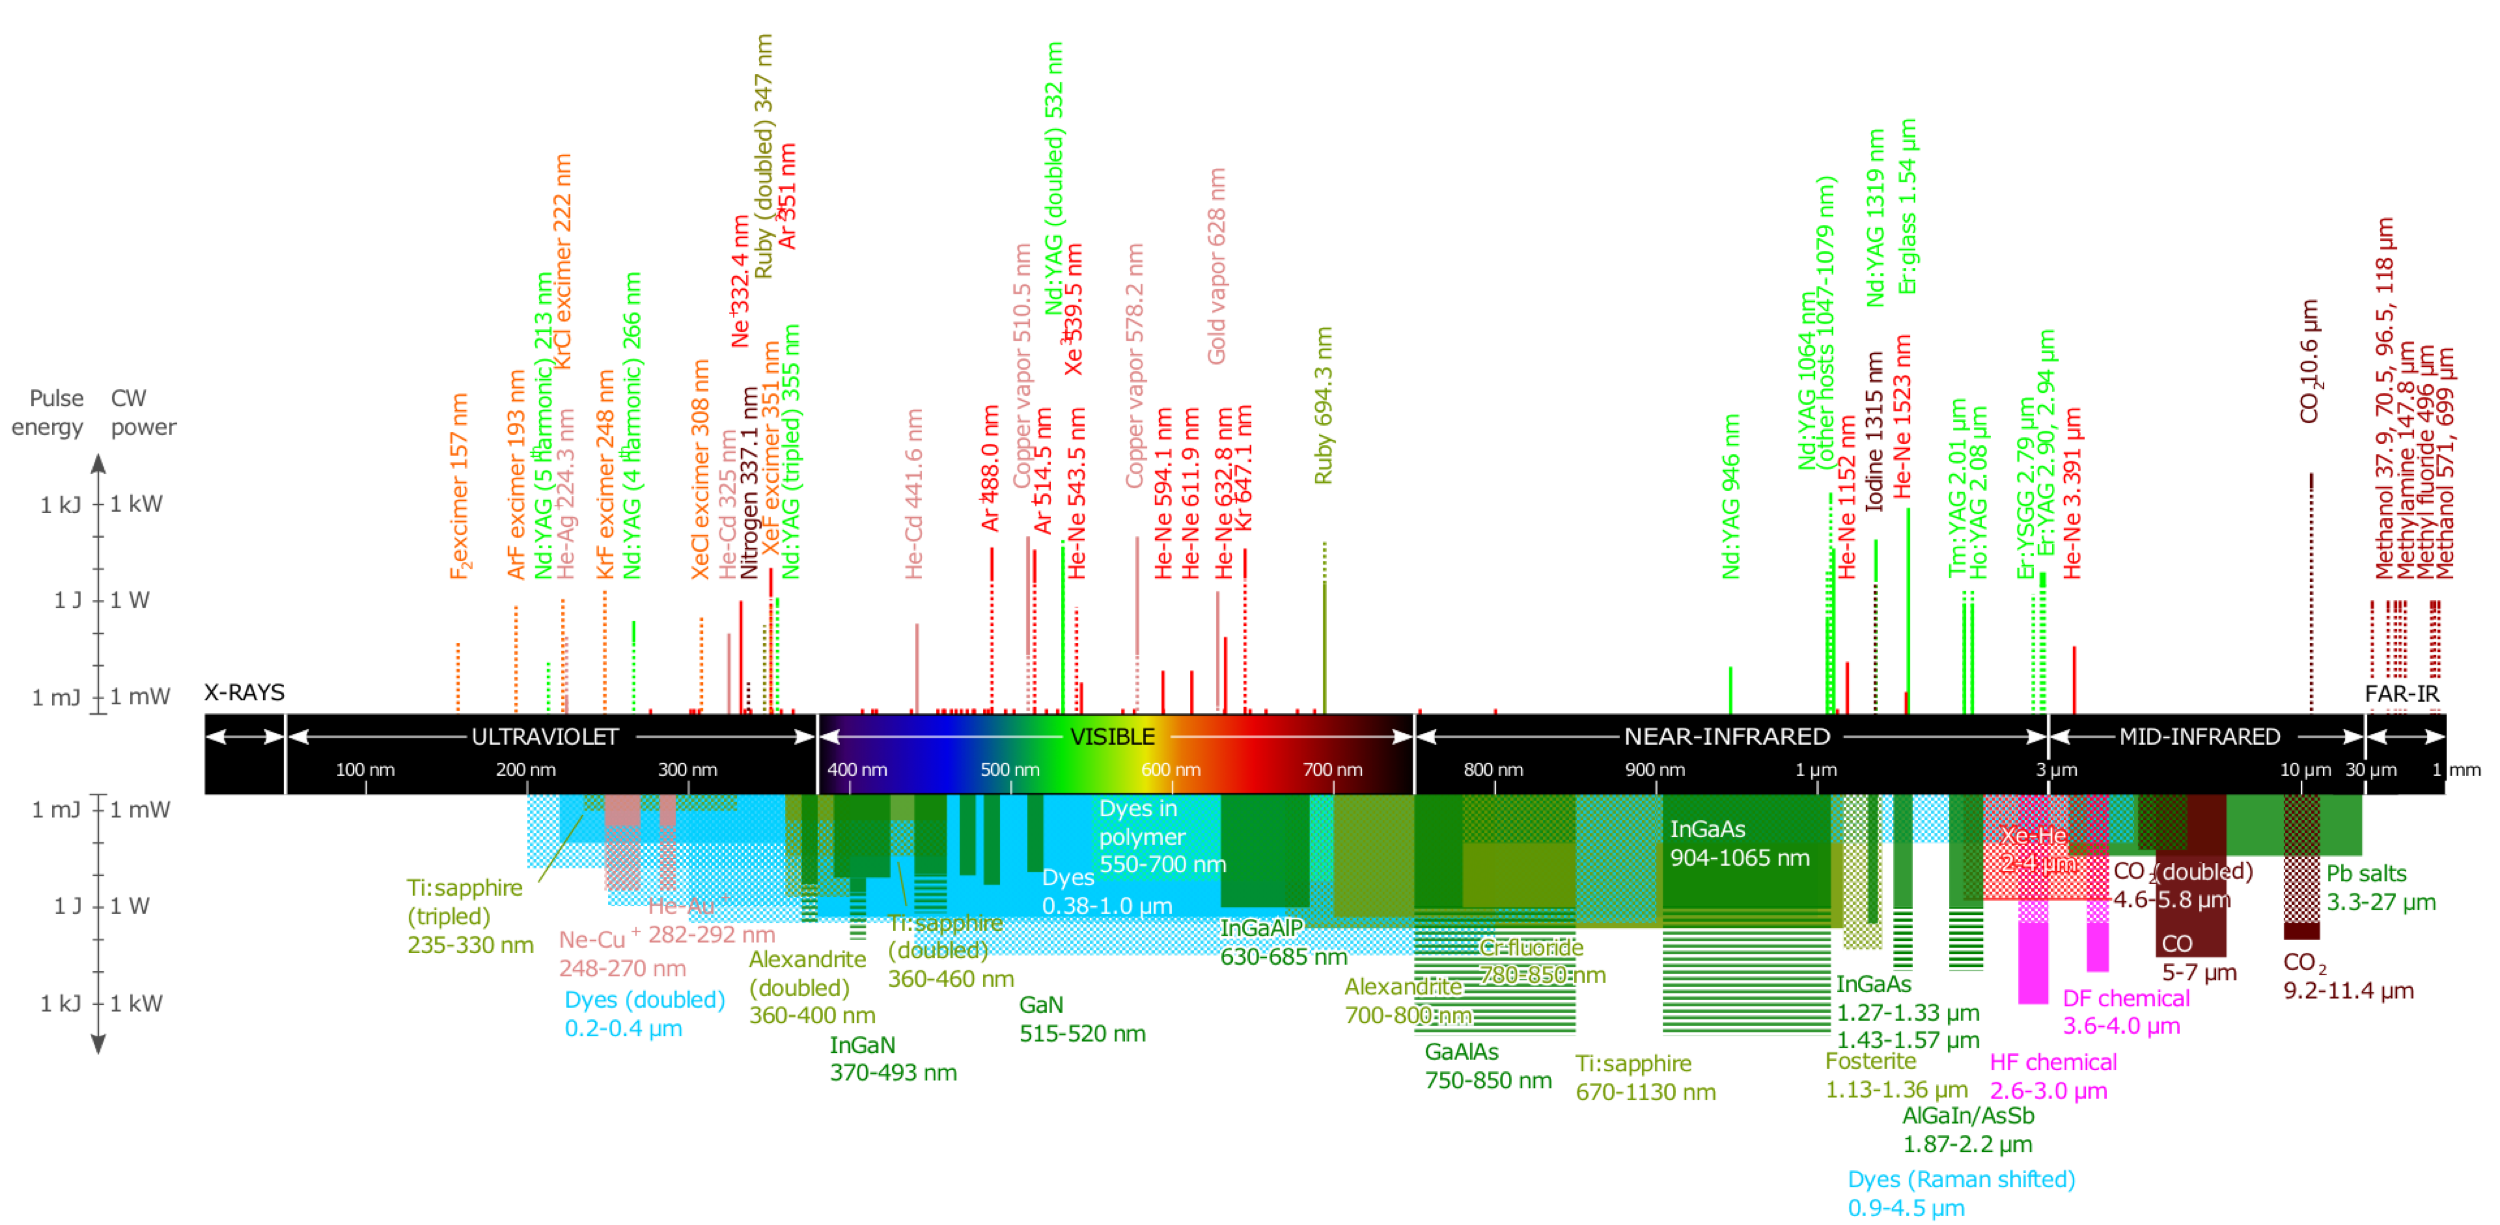 Ruby (doubled) 347 nm
Ar2+ 351 nm
Nd:YAG (doubled) 532 nm
Nd:YAG 1319 nm
Er:glass 1.54 µm
KrCl excimer 222 nm
Ne+ 332.4 nm
Copper vapor 510.5 nm
Xe3+ 539.5 nm
Copper vapor 578.2 nm
Gold vapor 628 nm
Nd:YAG 1064 nm
(other hosts 1047-1079 nm)
CO2 10.6 µm
Methanol 37.9, 70.5, 96.5, 118 µm
Methylamine 147.8 µm
Methyl fluoride 496 µm
Methanol 571, 699 µm
F2 excimer 157 nm
ArF excimer 193 nm
Nd:YAG (5th harmonic) 213 nm
He-Ag+ 224.3 nm
KrF excimer 248 nm
Nd:YAG (4th harmonic) 266 nm
XeCl excimer 308 nm
He-Cd 325 nm
Nitrogen 337.1 nm
XeF excimer 351 nm
Nd:YAG (tripled) 355 nm
He-Cd 441.6 nm
Ar+ 488.0 nm
Ar+ 514.5 nm
He-Ne 543.5 nm
He-Ne 594.1 nm
He-Ne 611.9 nm
He-Ne 632.8 nm
Kr+ 647.1 nm
Ruby 694.3 nm
Nd:YAG 946 nm
He-Ne 1152 nm
Iodine 1315 nm
He-Ne 1523 nm
Tm:YAG 2.01 µm
Ho:YAG 2.08 µm
Er:YSGG 2.79 µm
Er:YAG 2.90, 2.94 µm
He-Ne 3.391 µm
Pulse energy
CW power
1 kJ 1 kW
1 J 1 W
1 mJ 1 mW
X-RAYS
FAR-IR
ULTRAVIOLET VISIBLE NEAR-INFRARED MID-INFRARED
100 nm 200 nm 300 nm 400 nm 500 nm 600 nm 700 nm 800 nm 900 nm 1 µm 3 µm 10 µm 30 µm 1 mm
1 mJ 1 mW
1 J 1 W
1 kJ 1 kW
Ti:sapphire
(tripled)
235-330 nm
Ne-Cu+
248-270 nm
He-Au+
282-292 nm
Dyes (doubled)
0.2-0.4 µm
Alexandrite
(doubled)
360-400 nm
InGaN
370-493 nm
Ti:sapphire
(doubled)
360-460 nm
GaN
515-520 nm
Dyes in
polymer
550-700 nm
Dyes
0.38-1.0 µm
InGaAlP
630-685 nm
Alexandrite
700-800 nm
GaAlAs
750-850 nm
Cr fluoride
780-850 nm
Ti:sapphire
670-1130 nm
InGaAs
904-1065 nm
InGaAs
1.27-1.33 µm
1.43-1.57 µm
Fosterite
1.13-1.36 µm
AlGaIn/AsSb
1.87-2.2 µm
Dyes (Raman shifted)
0.9-4.5 µm
Xe-He
2-4 µm
HF chemical
2.6-3.0 µm
DF chemical
3.6-4.0 µm
CO2 (doubled)
4.6-5.8 µm
CO
5-7 µm
CO2
9.2-11.4 µm
Pb salts
3.3-27 µm